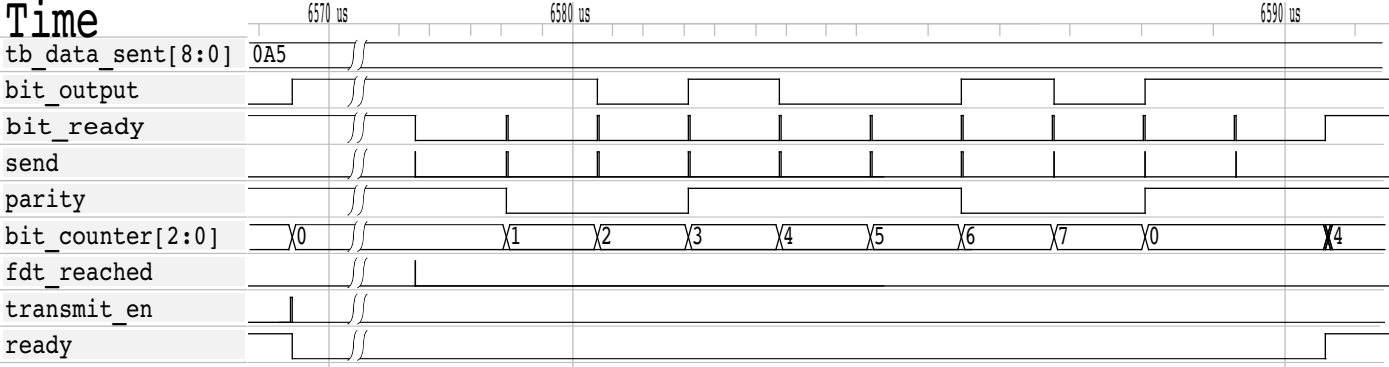 Time 6570 us 6580 us 6590 us
tb_data_sent[8:0] 0A5
bit_output
bit_ready
send
parity
bit_counter[2:0] 0 1 2 3 4 5 6 7 0 4
fdt_reached
transmit_en
ready